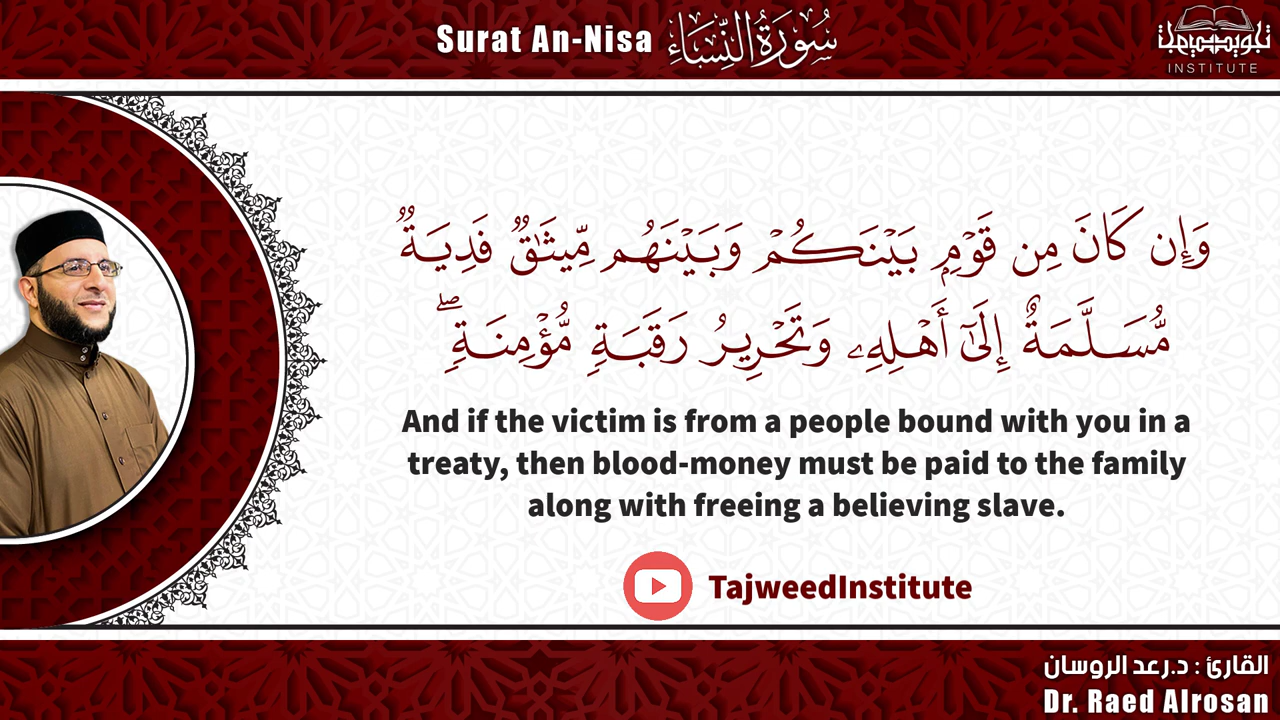 Surat An-Nisa سُورَةُ النِّسَاءِ
تجويد
INSTITUTE
وَإِن كَانَ مِن قَوْمِۭ بَيْنَكُمْ وَبَيْنَهُم مِّيثَٰقٌ فَدِيَةٌ
مُّسَلَّمَةٌ إِلَىٰٓ أَهْلِهِۦ وَتَحْرِيرُ رَقَبَةٍ مُّؤْمِنَةٍ ۖ
And if the victim is from a people bound with you in a
treaty, then blood-money must be paid to the family
along with freeing a believing slave.
TajweedInstitute
القارئ : د.رعد الروسان
Dr. Raed Alrosan